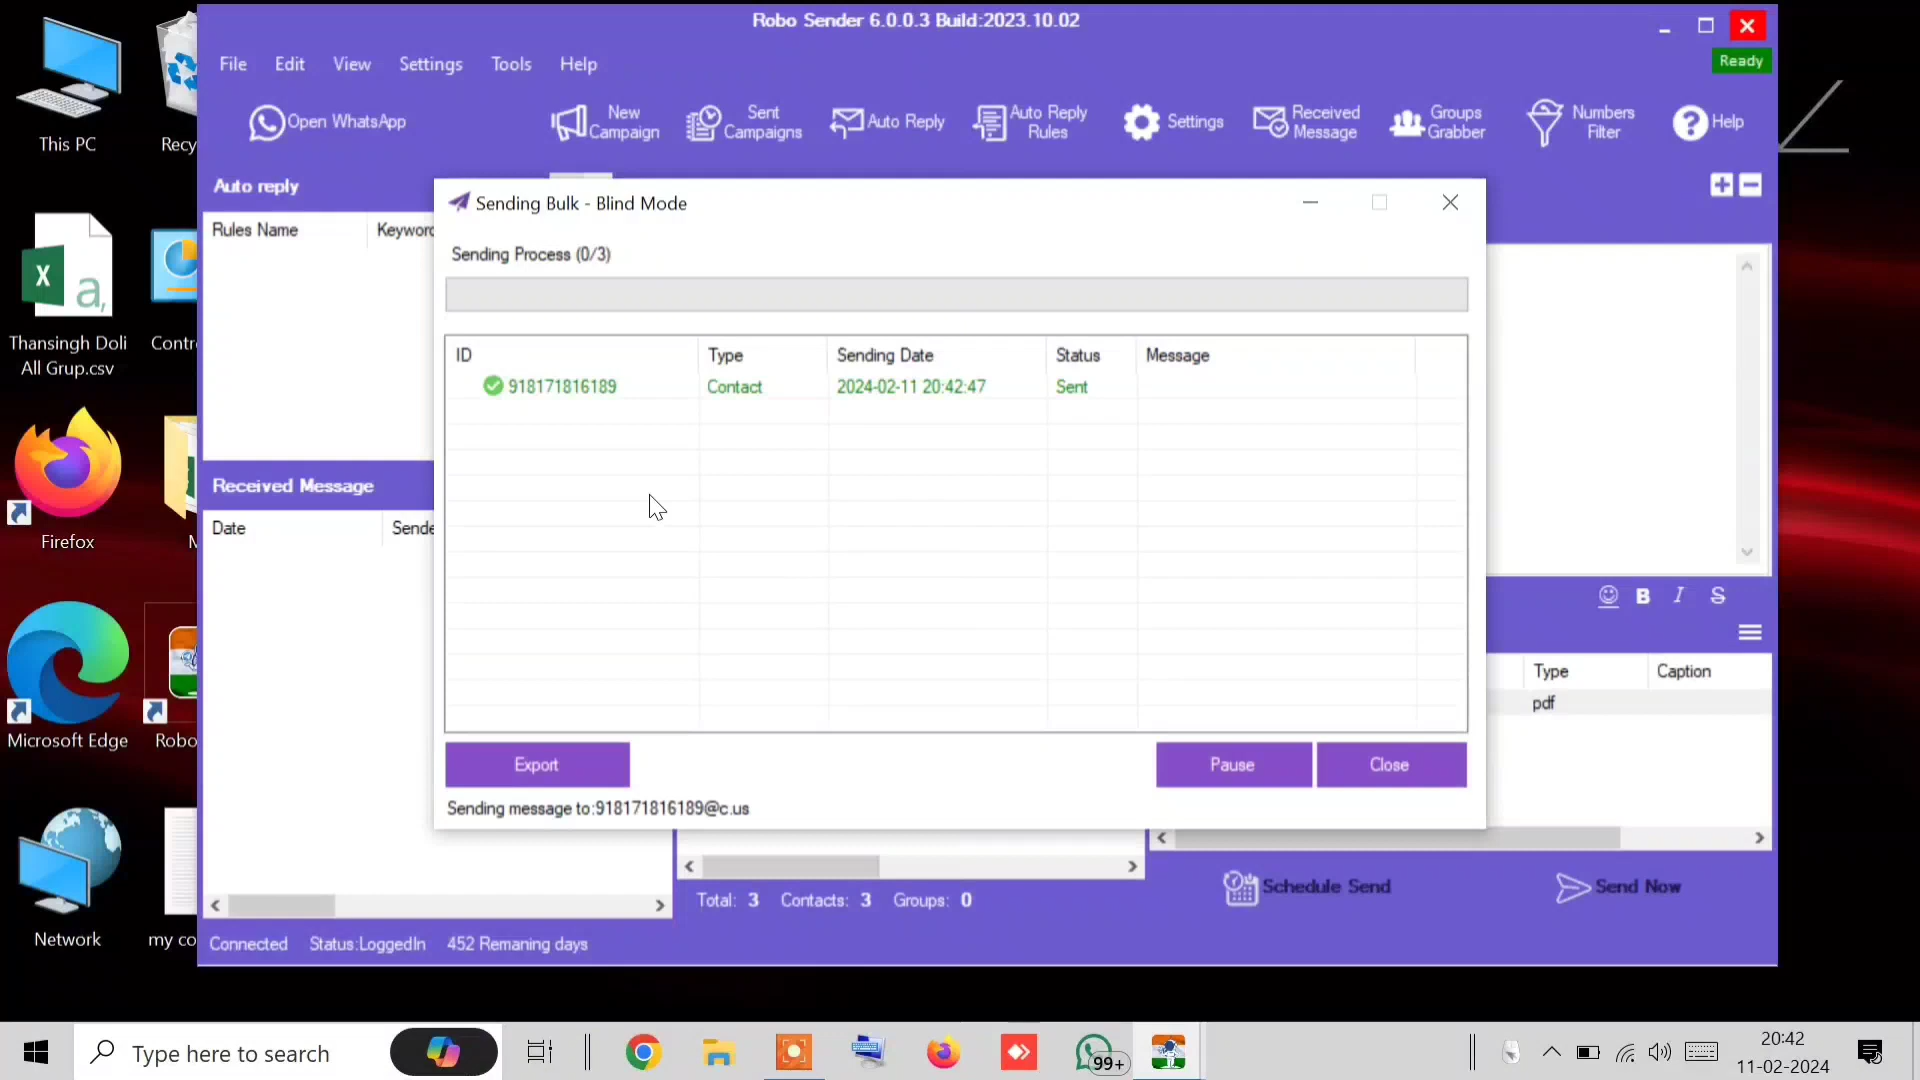 Robo Sender 6.0.0.3 Build:2023.10.02
File Edit View Settings Tools Help
Ready
Open WhatsApp
New Campaign
Sent Campaigns
Auto Reply
Auto Reply Rules
Settings
Received Message
Groups Grabber
Numbers Filter
Help
This PC
Recy
Auto reply
Rules Name Keyword
Sending Bulk - Blind Mode
Sending Process (0/3)
ID Type Sending Date Status Message
918171816189 Contact 2024-02-11 20:42:47 Sent
X
a,
Thansingh Doli
All Grup.csv
Contr
Received Message
Date Sende
Firefox
M
B I S
Type Caption
pdf
Microsoft Edge
Robo
Export Pause Close
Sending message to:918171816189@c.us
Total: 3 Contacts: 3 Groups: 0
Schedule Send
Send Now
Network
my co
Connected Status:LoggedIn 452 Remaning days
Type here to search
99+
20:42
11-02-2024